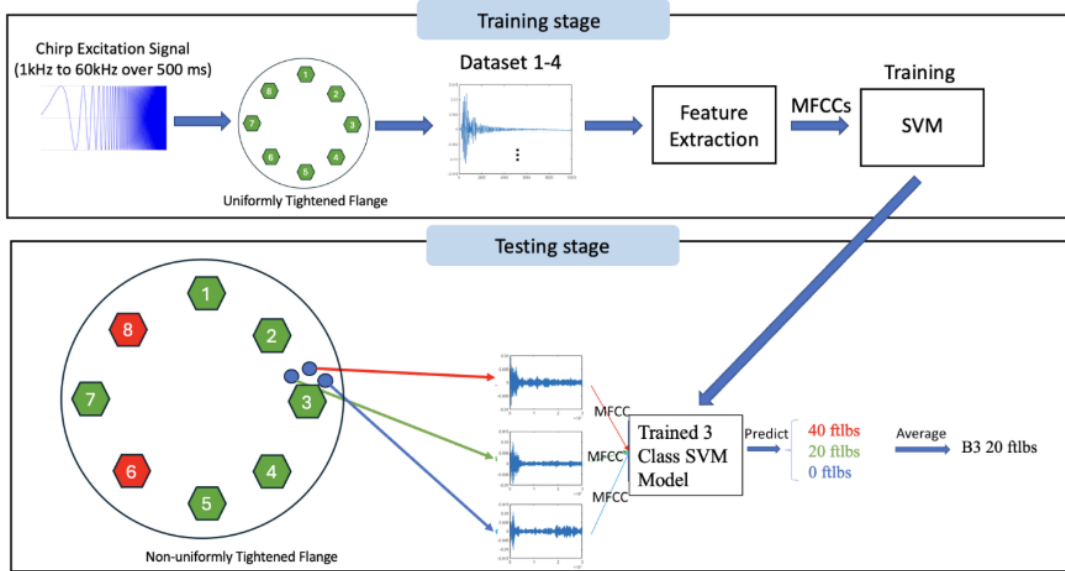 Training stage
Chirp Excitation Signal
(1kHz to 60kHz over 500 ms)
1
2
3
4
5
6
7
8
Uniformly Tightened Flange
Dataset 1-4
Feature
Extraction
MFCCs
Training
SVM
Testing stage
1
2
3
4
5
6
7
8
Non-uniformly Tightened Flange
MFCC
MFCC
MFCC
Trained 3
Class SVM
Model
Predict
40 ftlbs
20 ftlbs
0 ftlbs
Average
B3 20 ftlbs